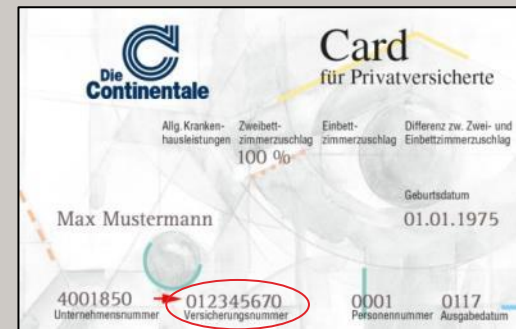 Die
Continentale
Card
für Privatversicherte
Allg. Kranken-
hausleistungen
Zweibett-
zimmerzuschlag
100 %
Einbett-
zimmerzuschlag
Differenz zw. Zwei- und
Einbettzimmerzuschlag
Geburtsdatum
Max Mustermann 01.01.1975
4001850 012345670 0001 0117
Unternehmensnummer Versicherungsnummer Personennummer Ausgabedatum